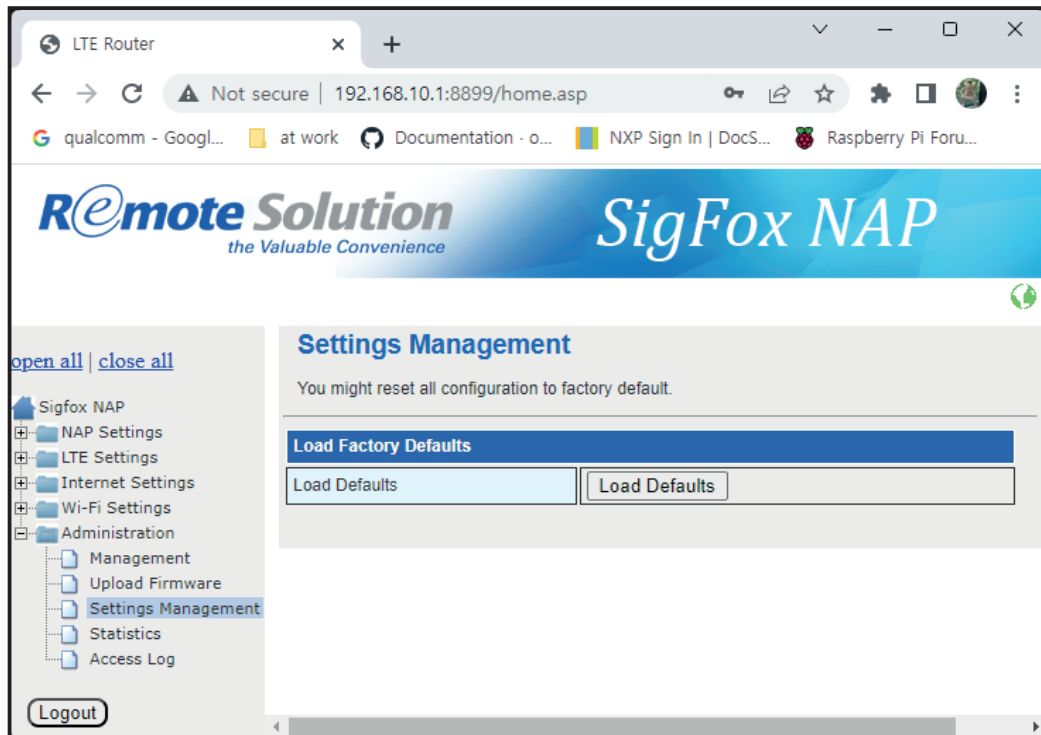 LTE Router
Not secure | 192.168.10.1:8899/home.asp
qualcomm - Googl... at work Documentation - o... NXP Sign In | DocS... Raspberry Pi Foru...
Remote Solution SigFox NAP
the Valuable Convenience
open all | close all
Sigfox NAP
NAP Settings
LTE Settings
Internet Settings
Wi-Fi Settings
Administration
Management
Upload Firmware
Settings Management
Statistics
Access Log
Logout
Settings Management
You might reset all configuration to factory default.
Load Factory Defaults
Load Defaults Load Defaults